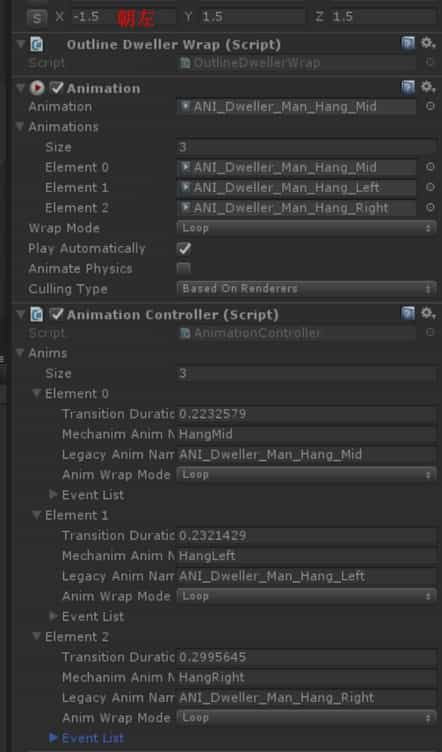 S X -1.5 朝左 Y 1.5 Z 1.5
Outline Dweller Wrap (Script)
Script OutlineDwellerWrap
Animation
Animation ANI_Dweller_Man_Hang_Mid
Animations
Size 3
Element 0 ANI_Dweller_Man_Hang_Mid
Element 1 ANI_Dweller_Man_Hang_Left
Element 2 ANI_Dweller_Man_Hang_Right
Wrap Mode Loop
Play Automatically
Animate Physics
Culling Type Based On Renderers
Animation Controller (Script)
Script AnimationController
Anims
Size 3
Element 0
Transition Duratic 0.2232579
Mechanim Anim N HangMid
Legacy Anim Nam ANI_Dweller_Man_Hang_Mid
Anim Wrap Mode Loop
Event List
Element 1
Transition Duratic 0.2321429
Mechanim Anim N HangLeft
Legacy Anim Nam ANI_Dweller_Man_Hang_Left
Anim Wrap Mode Loop
Event List
Element 2
Transition Duratic 0.2995645
Mechanim Anim N HangRight
Legacy Anim Nam ANI_Dweller_Man_Hang_Right
Anim Wrap Mode Loop
Event List